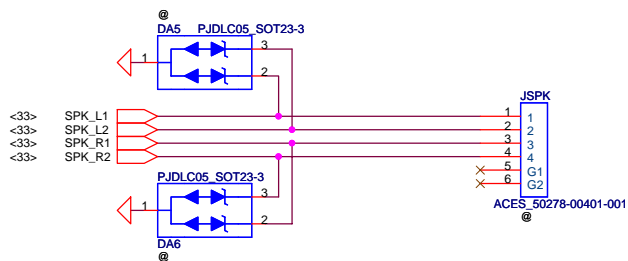 @
DA5 PJDLC05_SOT23-3
1
3
2
JSPK
<33> SPK_L1 1 1
<33> SPK_L2 2 2
<33> SPK_R1 3 3
<33> SPK_R2 4 4
5 G1
6 G2
PJDLC05_SOT23-3
ACES_50278-00401-001
@
3
1
2
DA6
@